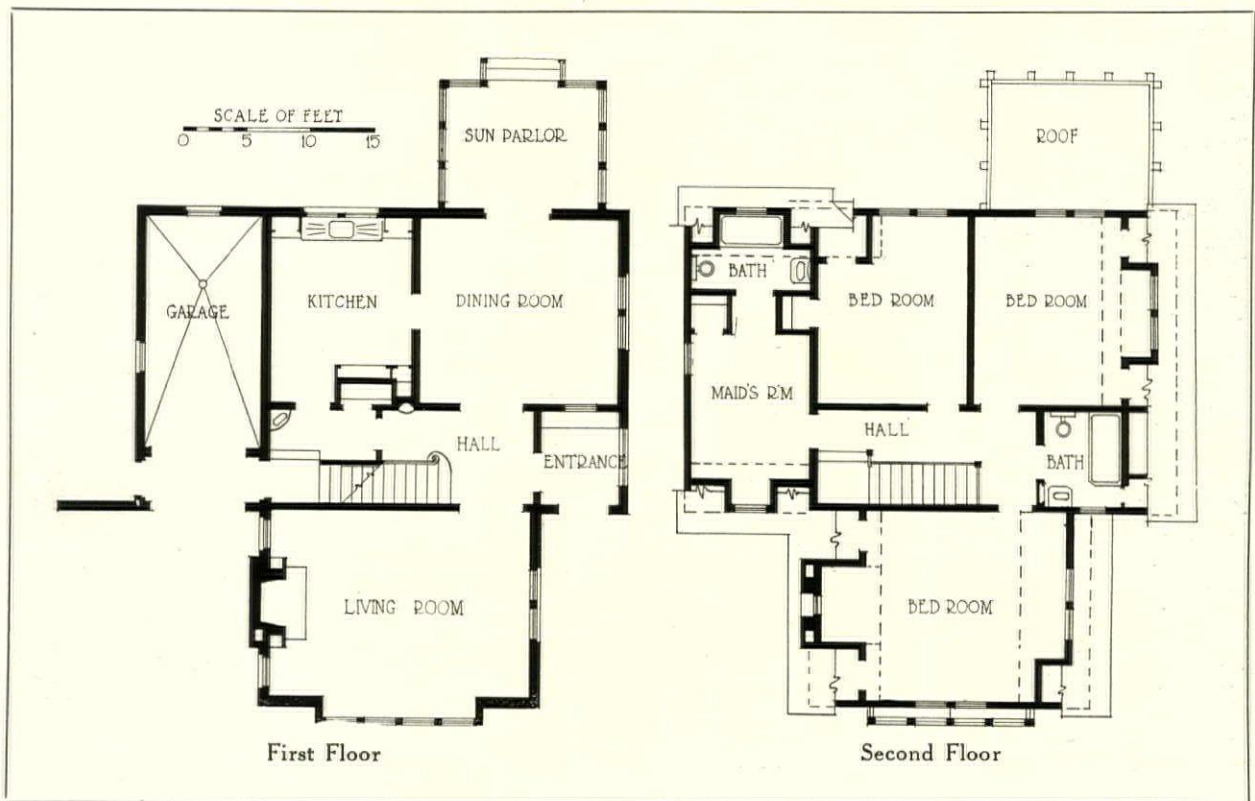 SCALE OF FEET
0 5 10 15
SUN PARLOR
ROOF
GARAGE
KITCHEN
DINING ROOM
BATH
BED ROOM
BED ROOM
MAID'S R'M
HALL
ENTRANCE
HALL
BATH
LIVING ROOM
BED ROOM
First Floor
Second Floor